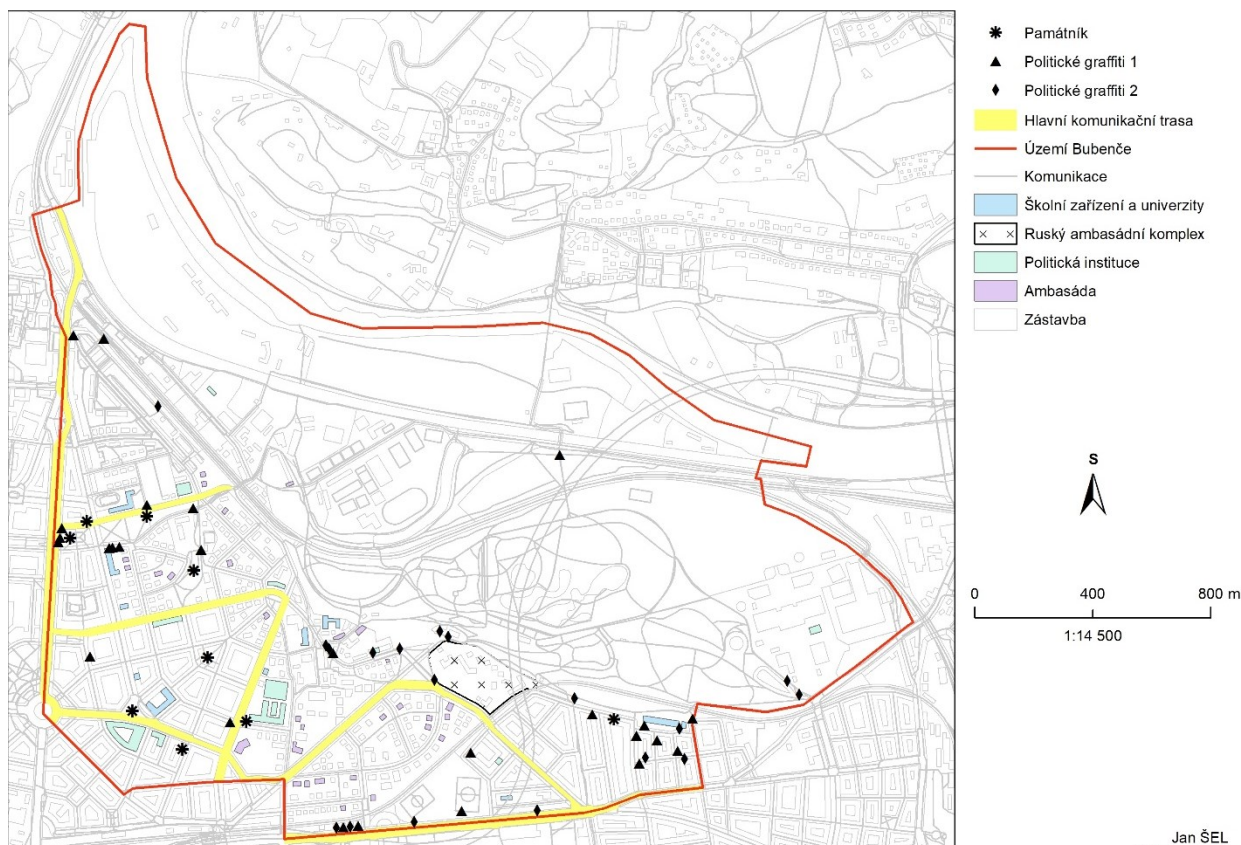 Památník
Politické graffiti 1
Politické graffiti 2
Hlavní komunikační trasa
Území Bubenče
Komunikace
Školní zařízení a univerzity
Ruský ambasádní komplex
Politická instituce
Ambasáda
Zástavba
S
0 400 800 m
1:14 500
Jan ŠEL